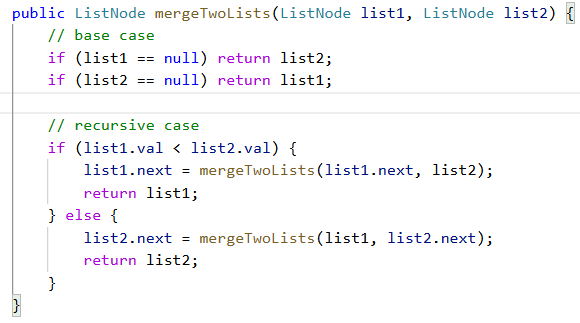 public ListNode mergeTwoLists(ListNode list1, ListNode list2) {
    // base case
    if (list1 == null) return list2;
    if (list2 == null) return list1;

    // recursive case
    if (list1.val < list2.val) {
        list1.next = mergeTwoLists(list1.next, list2);
        return list1;
    } else {
        list2.next = mergeTwoLists(list1, list2.next);
        return list2;
    }
}